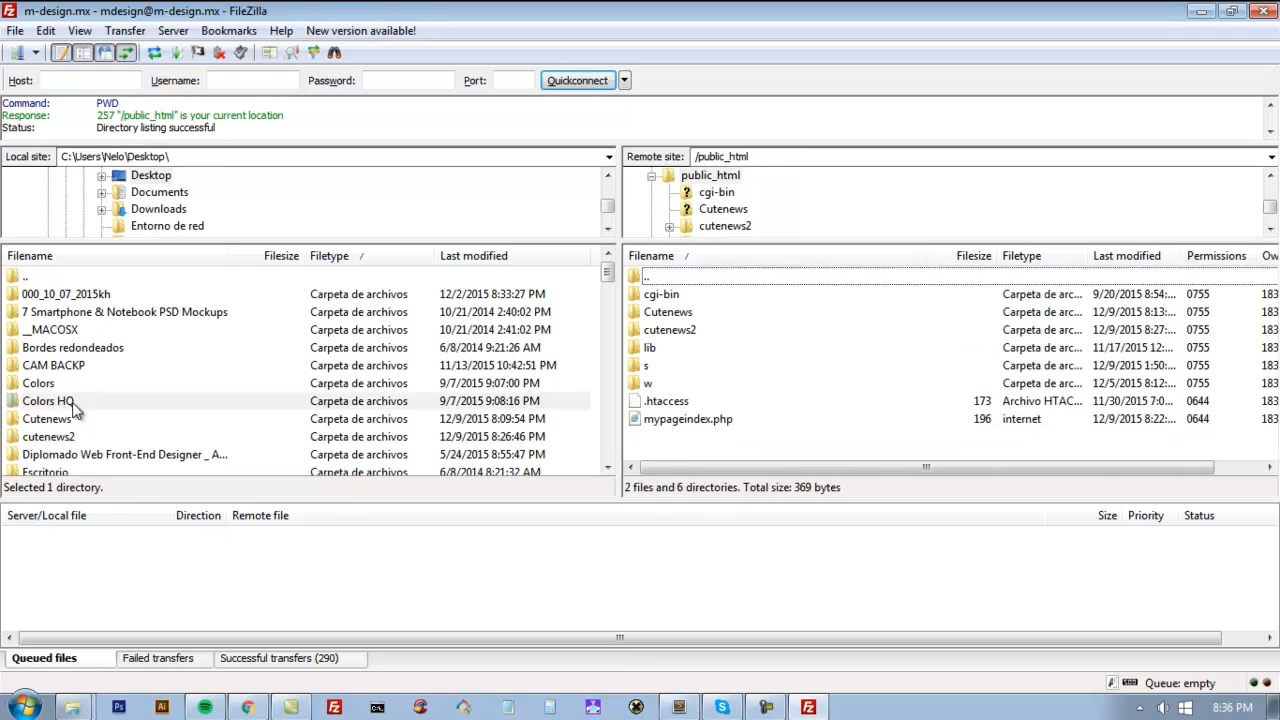 m-design.mx - mdesign@m-design.mx - FileZilla
File Edit View Transfer Server Bookmarks Help New version available!
Host: Username: Password: Port: Quickconnect
Command: PWD
Response: 257 "/public_html" is your current location
Status: Directory listing successful
Local site: C:\Users\Nelo\Desktop\ Remote site: /public_html
Desktop public_html
Documents cgi-bin
Downloads Cutenews
Entorno de red cutenews2
Filename Filesize Filetype Last modified Filename Filesize Filetype Last modified Permissions Ow
.. ..
000_10_07_2015kh Carpeta de archivos 12/2/2015 8:33:27 PM cgi-bin Carpeta de arc... 9/20/2015 8:54:... 0755 183
7 Smartphone & Notebook PSD Mockups Carpeta de archivos 10/21/2014 2:40:02 PM Cutenews Carpeta de arc... 12/9/2015 8:13:... 0755 183
__MACOSX Carpeta de archivos 10/21/2014 2:41:02 PM cutenews2 Carpeta de arc... 12/9/2015 8:27:... 0755 183
Bordes redondeados Carpeta de archivos 6/8/2014 9:21:26 AM lib Carpeta de arc... 11/17/2015 12:... 0755 183
CAM BACKP Carpeta de archivos 11/13/2015 10:42:51 PM s Carpeta de arc... 12/9/2015 1:50:... 0755 183
Colors Carpeta de archivos 9/7/2015 9:07:00 PM w Carpeta de arc... 12/5/2015 8:12:... 0755 183
Colors HQ Carpeta de archivos 9/7/2015 9:08:16 PM .htaccess 173 Archivo HTAC... 11/30/2015 7:0... 0644 183
Cutenews Carpeta de archivos 12/9/2015 8:09:54 PM mypageindex.php 196 internet 12/9/2015 8:22:... 0644 183
cutenews2 Carpeta de archivos 12/9/2015 8:26:46 PM
Diplomado Web Front-End Designer _ A... Carpeta de archivos 5/24/2015 8:55:47 PM
Escritorio Carpeta de archivos 6/8/2014 8:21:32 AM
Selected 1 directory. 2 files and 6 directories. Total size: 369 bytes
Server/Local file Direction Remote file Size Priority Status
Queued files Failed transfers Successful transfers (290)
Queue: empty
Ps Ai 8:36 PM